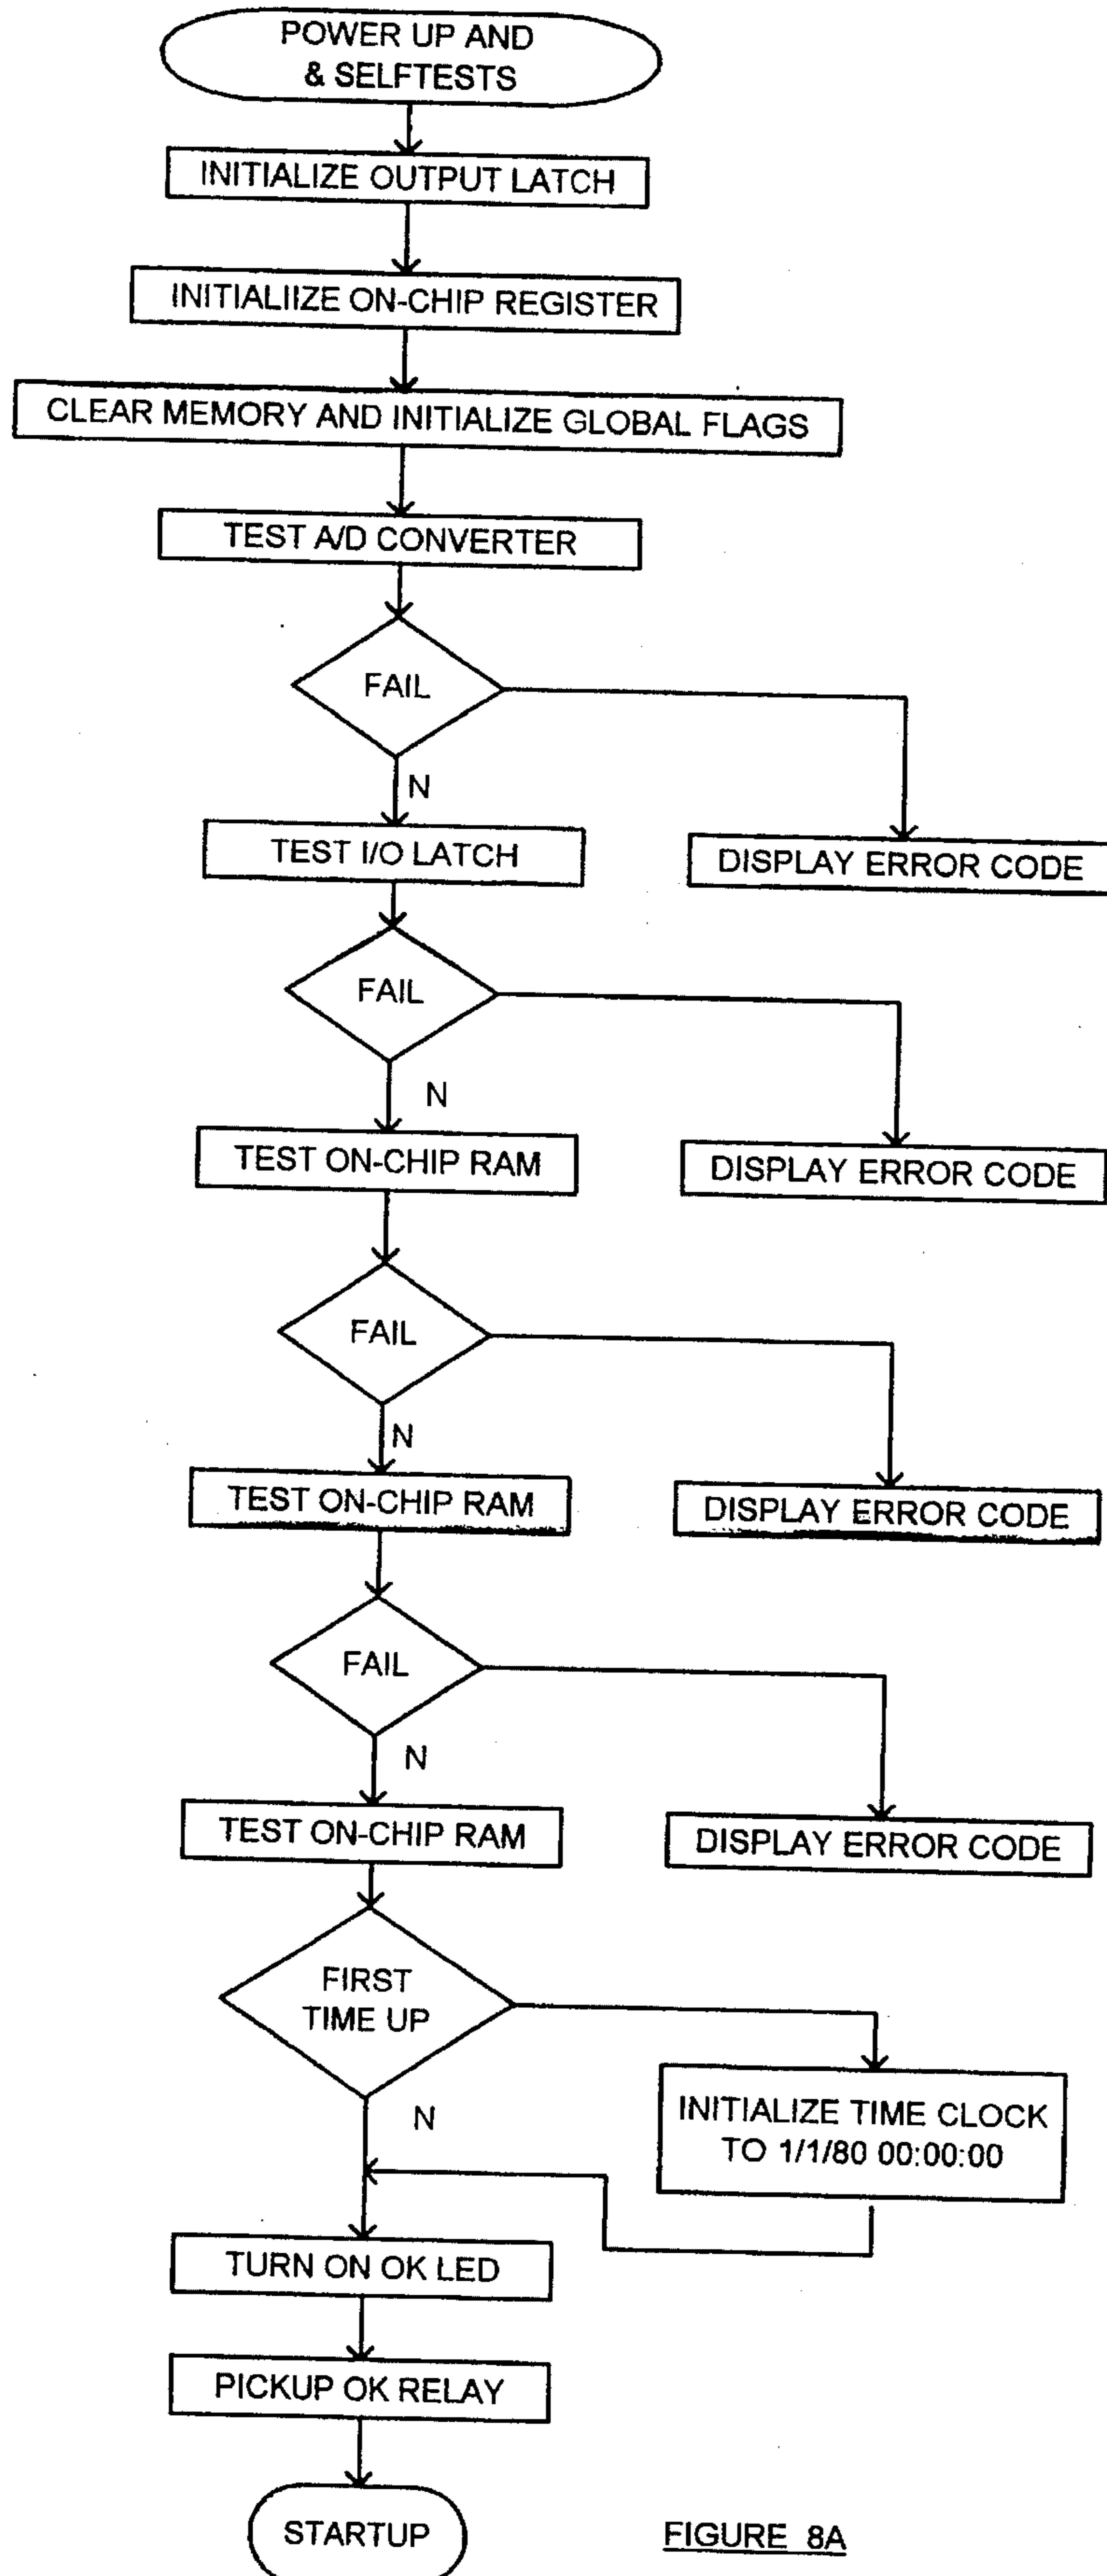 POWER UP AND
& SELFTESTS
INITIALIZE OUTPUT LATCH
INITIALIIZE ON-CHIP REGISTER
CLEAR MEMORY AND INITIALIZE GLOBAL FLAGS
TEST A/D CONVERTER
FAIL
N
TEST I/O LATCH
DISPLAY ERROR CODE
FAIL
N
TEST ON-CHIP RAM
DISPLAY ERROR CODE
FAIL
N
TEST ON-CHIP RAM
DISPLAY ERROR CODE
FAIL
N
TEST ON-CHIP RAM
DISPLAY ERROR CODE
FIRST
TIME UP
N
INITIALIZE TIME CLOCK
TO 1/1/80 00:00:00
TURN ON OK LED
PICKUP OK RELAY
STARTUP
FIGURE 8A